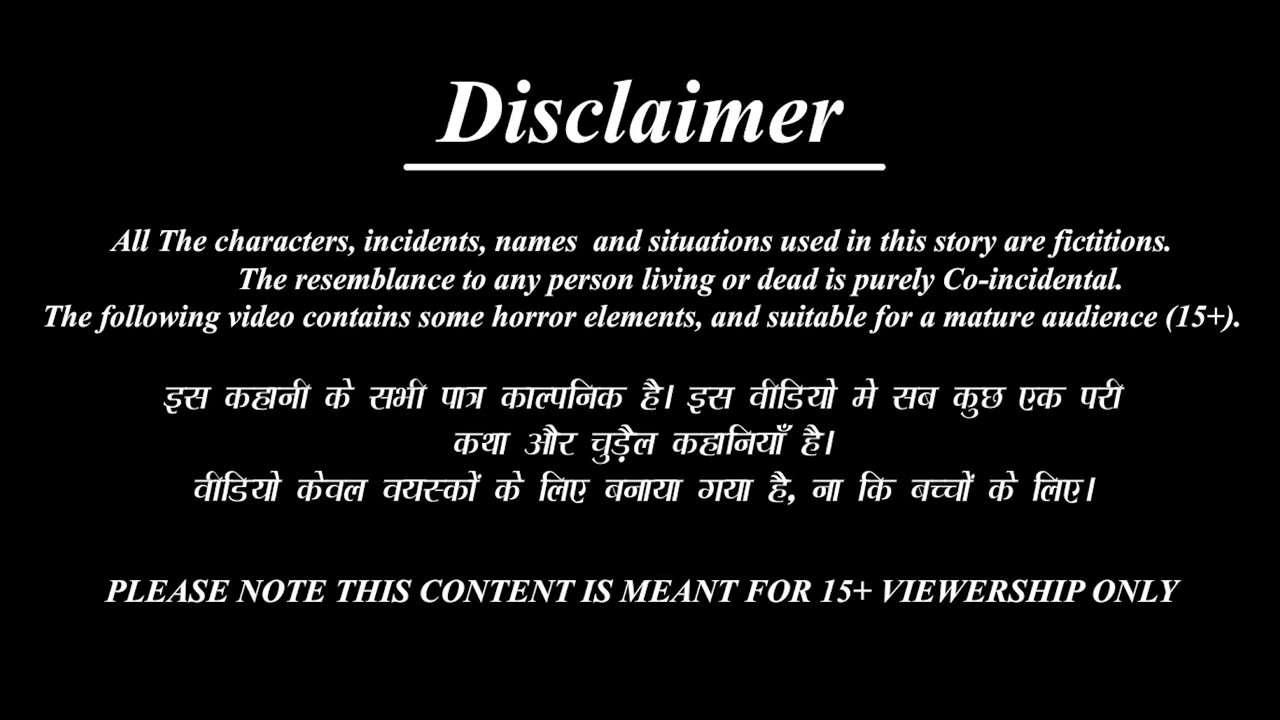 Disclaimer
All The characters, incidents, names and situations used in this story are fictitions.
The resemblance to any person living or dead is purely Co-incidental.
The following video contains some horror elements, and suitable for a mature audience (15+).
इस कहानी के सभी पात्र काल्पनिक है। इस वीडियो मे सब कुछ एक परी
कथा और चुड़ैल कहानियाँ है।
वीडियो केवल वयस्कों के लिए बनाया गया है, ना कि बच्चों के लिए।
PLEASE NOTE THIS CONTENT IS MEANT FOR 15+ VIEWERSHIP ONLY